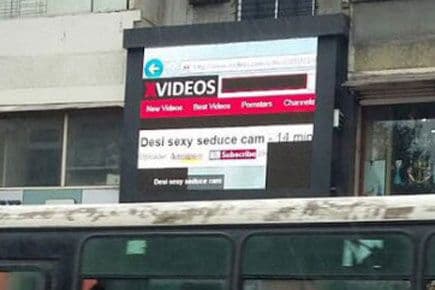 XVIDEOS
New Videos Best Videos Pornstars Channels
Desi sexy seduce cam - 14 min
Uploader: Subscribe
Desi sexy seduce cam